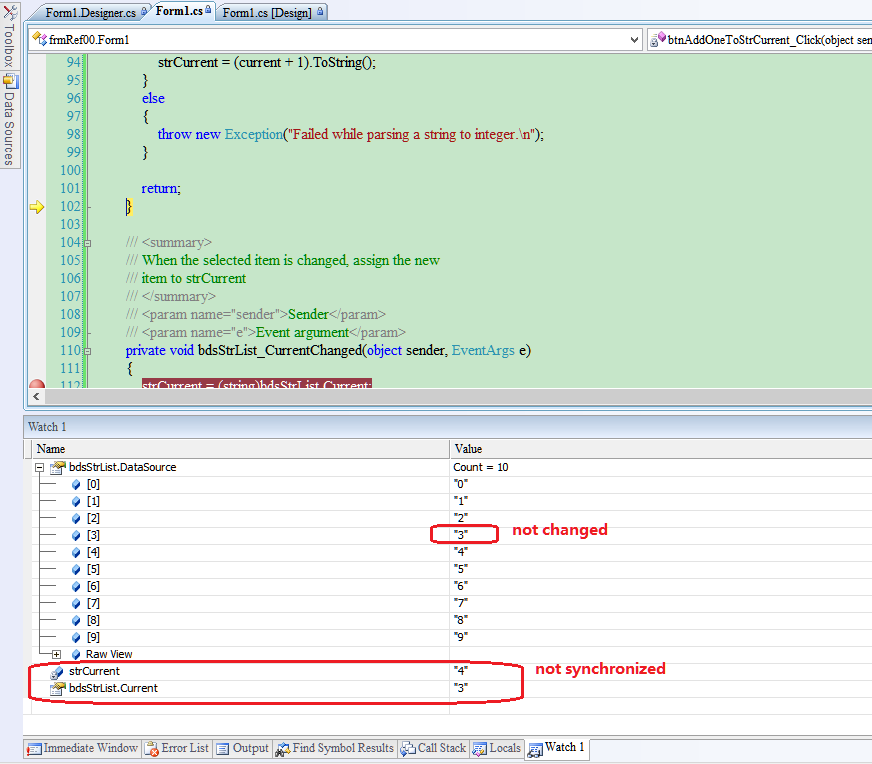 Form1.Designer.cs Form1.cs Form1.cs [Design]
Toolbox
Data Sources
frmRef00.Form1 btnAddOneToStrCurrent_Click(object sen
94 strCurrent = (current + 1).ToString();
95 }
96 else
97 {
98 throw new Exception("Failed while parsing a string to integer.\n");
99 }
100
101 return;
102 }
103
104 /// <summary>
105 /// When the selected item is changed, assign the new
106 /// item to strCurrent
107 /// </summary>
108 /// <param name="sender">Sender</param>
109 /// <param name="e">Event argument</param>
110 private void bdsStrList_CurrentChanged(object sender, EventArgs e)
111 {
112 strCurrent = (string)bdsStrList.Current;
Watch 1
Name Value
bdsStrList.DataSource Count = 10
[0] "0"
[1] "1"
[2] "2"
[3] "3" not changed
[4] "4"
[5] "5"
[6] "6"
[7] "7"
[8] "8"
[9] "9"
Raw View
strCurrent "4" not synchronized
bdsStrList.Current "3"
Immediate Window Error List Output Find Symbol Results Call Stack Locals Watch 1